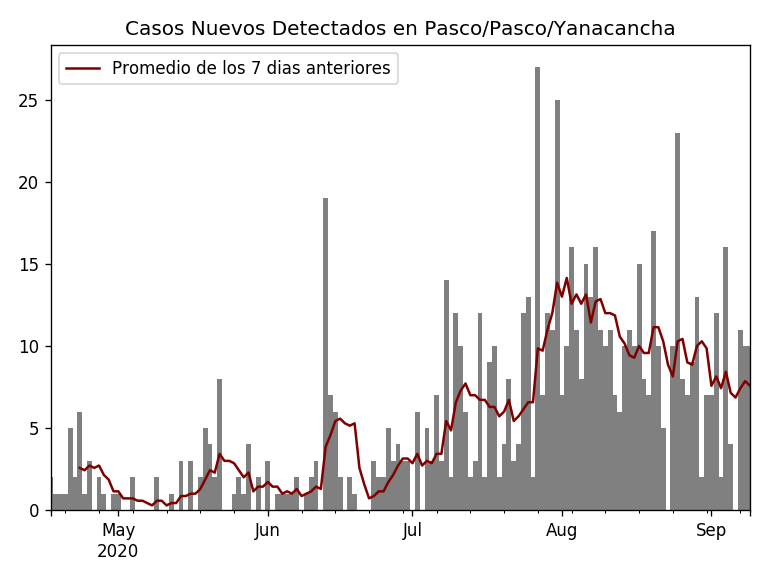 Casos Nuevos Detectados en Pasco/Pasco/Yanacancha
Promedio de los 7 dias anteriores
25
20
15
10
5
0
May Jun Jul Aug Sep
2020